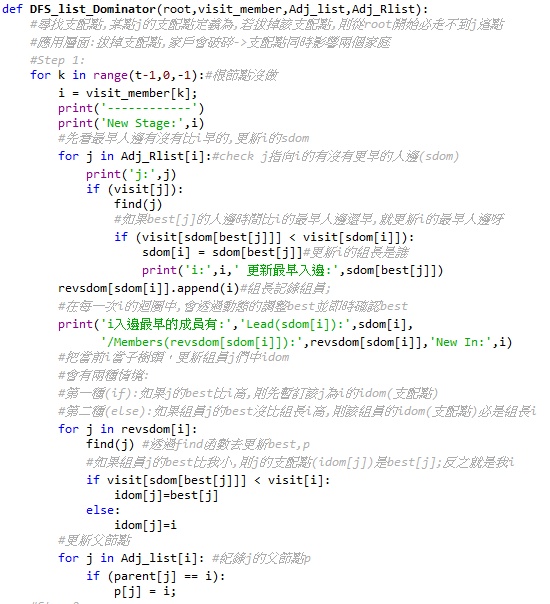 def DFS_list_Dominator(root,visit_member,Adj_list,Adj_Rlist):
#尋找支配點,某點j的支配點定義為,若拔掉該支配點,則從root開始必走不到j這點
#應用層面:拔掉支配點,家戶會破碎->支配點同時影響兩個家庭
#Step 1:
for k in range(t-1,0,-1):#根節點沒做
i = visit_member[k];
print('------------')
print('New Stage:',i)
#先看最早人邊有沒有比i早的,更新i的sdom
for j in Adj_Rlist[i]:#check j指向i的有沒有更早的人邊(sdom)
print('j:',j)
if (visit[j]):
find(j)
#如果best[j]的人邊時間比i的最早人邊還早,就更新i的最早人邊呀
if (visit[sdom[best[j]]] < visit[sdom[i]]):
sdom[i] = sdom[best[j]]#更新i的組長是誰
print('i:',i,' 更新最早入邊:',sdom[best[j]])
revsdom[sdom[i]].append(i)#組長記錄組員;
#在每一次i的迴圈中,會透過動態的調整best並即時確認best
print('i入邊最早的成員有:','Lead(sdom[i]):',sdom[i],
'/Members(revsdom[sdom[i]]):',revsdom[sdom[i]],'New In:',i)
#把當前i當子樹頭，更新組員j們中idom
#會有兩種情境:
#第一種(if):如果j的best比i高,則先暫訂該j為i的idom(支配點)
#第二種(else):如果組員j的best沒比組長i高,則該組員的idom(支配點)必是組長i
for j in revsdom[i]:
find(j) #透過find函數去更新best,p
#如果組員j的best比我小,則j的支配點(idom[j])是best[j];反之就是我i
if visit[sdom[best[j]]] < visit[i]:
idom[j]=best[j]
else:
idom[j]=i
#更新父節點
for j in Adj_list[i]: #紀錄j的父節點p
if (parent[j] == i):
p[j] = i;